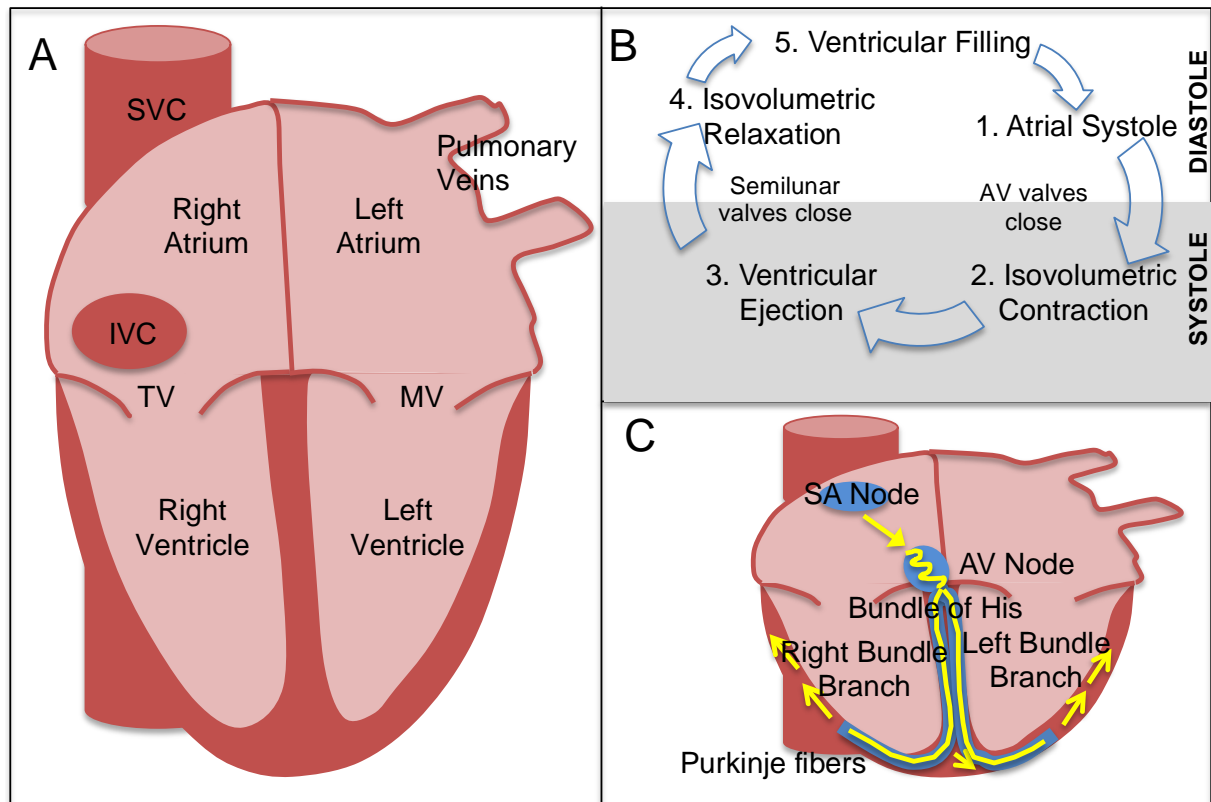 A
SVC
Pulmonary
Veins
Right
Atrium
Left
Atrium
IVC
TV
MV
Right
Ventricle
Left
Ventricle
B
5. Ventricular Filling
4. Isovolumetric
Relaxation
1. Atrial Systole
DIASTOLE
Semilunar
valves close
AV valves
close
3. Ventricular
Ejection
2. Isovolumetric
Contraction
SYSTOLE
C
SA Node
AV Node
Bundle of His
Right Bundle
Branch
Left Bundle
Branch
Purkinje fibers